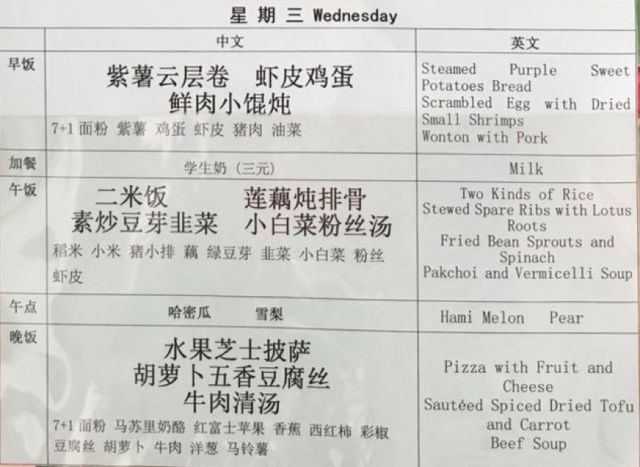 星期三 Wednesday
中文 英文
早饭
紫薯云层卷 虾皮鸡蛋
鲜肉小馄炖
7+1 面粉 紫薯 鸡蛋 虾皮 猪肉 油菜
Steamed Purple Sweet
Potatoes Bread
Scrambled Egg with Dried
Small Shrimps
Wonton with Pork
加餐
学生奶（三元）
Milk
午饭
二米饭 莲藕炖排骨
素炒豆芽韭菜 小白菜粉丝汤
稻米 小米 猪小排 藕 绿豆芽 韭菜 小白菜 粉丝
虾皮
Two Kinds of Rice
Stewed Spare Ribs with Lotus
Roots
Fried Bean Sprouts and
Spinach
Pakchoi and Vermicelli Soup
午点
哈密瓜 雪梨
Hami Melon Pear
晚饭
水果芝士披萨
胡萝卜五香豆腐丝
牛肉清汤
7+1 面粉 马苏里奶酪 红富士苹果 香蕉 西红柿 彩椒
豆腐丝 胡萝卜 牛肉 洋葱 马铃薯
Pizza with Fruit and
Cheese
Sautéed Spiced Dried Tofu
and Carrot
Beef Soup